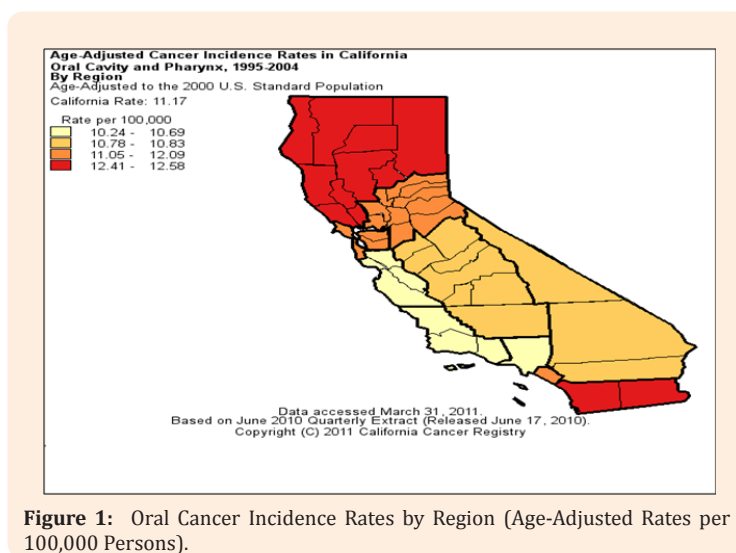 Age-Adjusted Cancer Incidence Rates in California
Oral Cavity and Pharynx, 1995-2004
By Region
Age-Adjusted to the 2000 U.S. Standard Population
California Rate: 11.17
Rate per 100,000
10.24 - 10.69
10.78 - 10.83
11.05 - 12.09
12.41 - 12.58
Data accessed March 31, 2011.
Based on June 2010 Quarterly Extract (Released June 17, 2010).
Copyright (C) 2011 California Cancer Registry
Figure 1: Oral Cancer Incidence Rates by Region (Age-Adjusted Rates per
100,000 Persons).